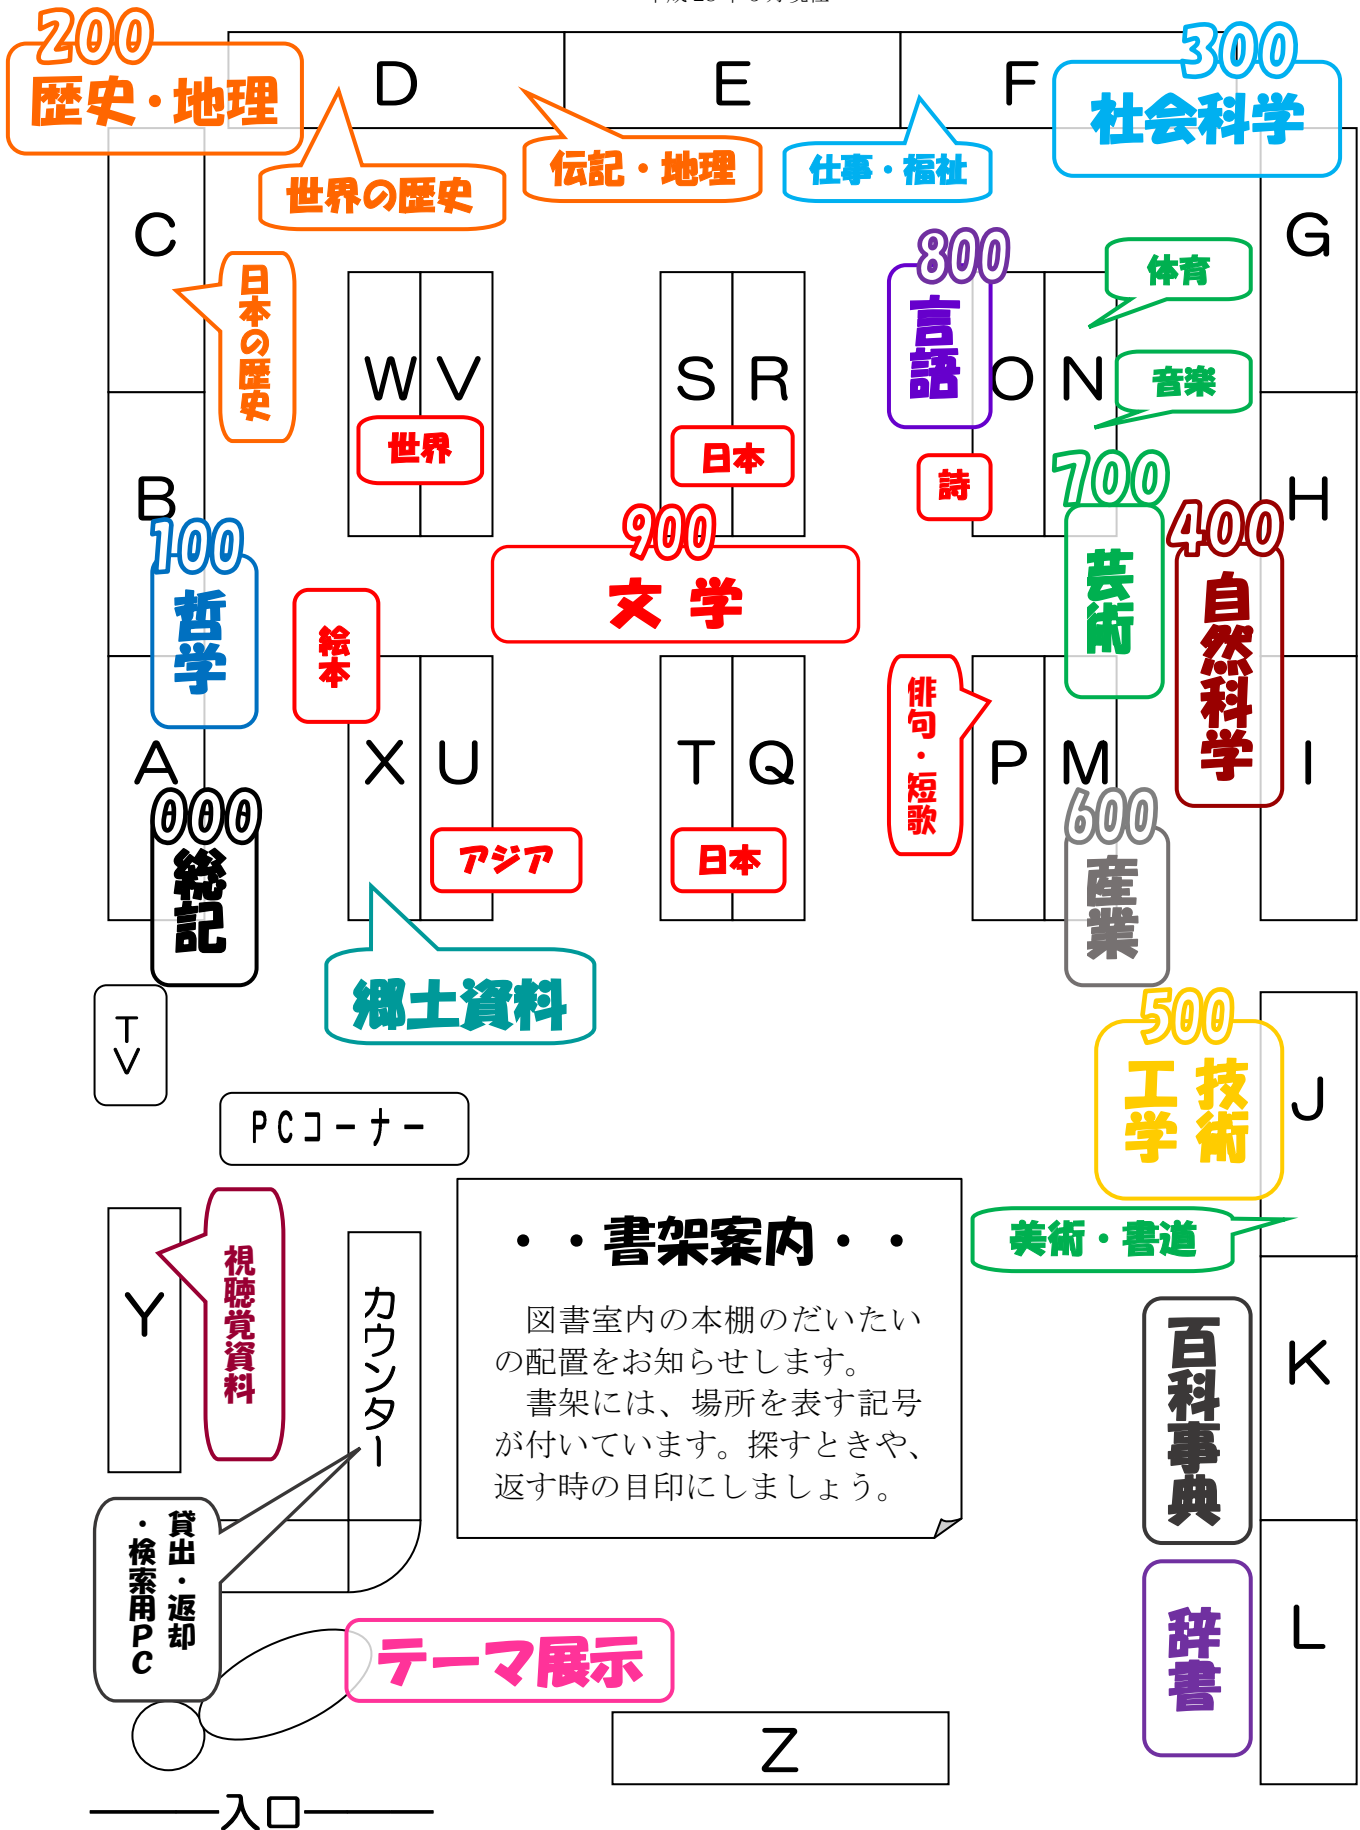 200
歴史・地理
D
E
F
300
社会科学
世界の歴史
伝記・地理
仕事・福祉
C
日本の歴史
G
W
V
世界
S
R
日本
800
言語
O
N
体育
音楽
詩
B
100
哲学
900
文学
700
芸術
400
自然科学
H
絵本
A
000
総記
X
U
アジア
T
Q
日本
俳句・短歌
P
M
600
産業
I
郷土資料
TV
PCコーナー
500
技術
工学
J
美術・書道
Y
視聴覚資料
カウンター
・・書架案内・・
図書室内の本棚のだいたい
の配置をお知らせします。
書架には、場所を表す記号
が付いています。探すときや、
返す時の目印にしましょう。
百科事典
K
貸出・返却
・検索用PC
辞書
L
テーマ展示
Z
入口